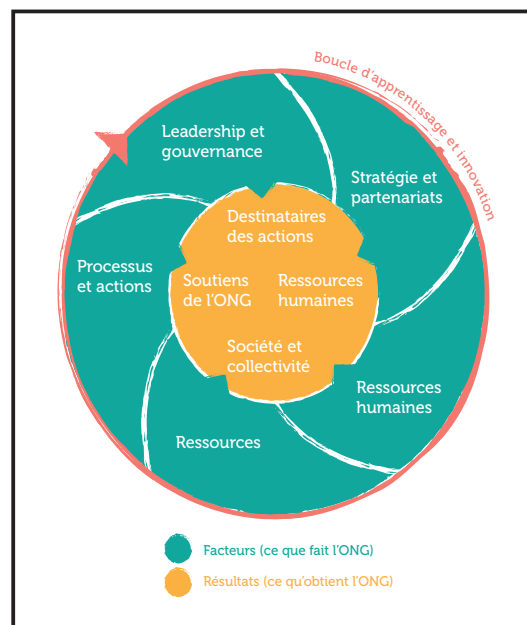 Boucle d'apprentissage et innovation
Leadership et
gouvernance
Stratégie et
partenariats
Destinataires
des actions
Processus
et actions
Soutiens
de l'ONG
Ressources
humaines
Société et
collectivité
Ressources
humaines
Ressources
Facteurs (ce que fait l'ONG)
Résultats (ce qu'obtient l'ONG)